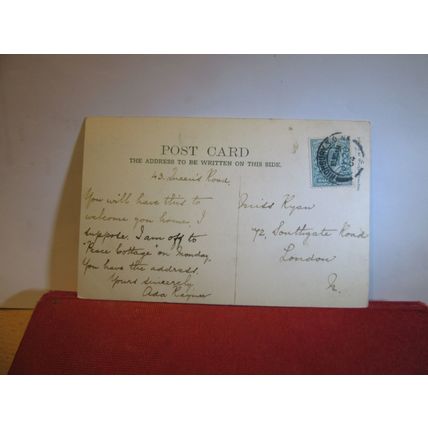 POST CARD
THE ADDRESS TO BE WRITTEN ON THIS SIDE.
43, Queen's Road,
You will have this to
welcome you home. I
suppose I am off to
"Peace Cottage" on Monday.
You have the address.
Yours sincerely
Ada
Miss Ryan
72, Southgate Road
London
N.